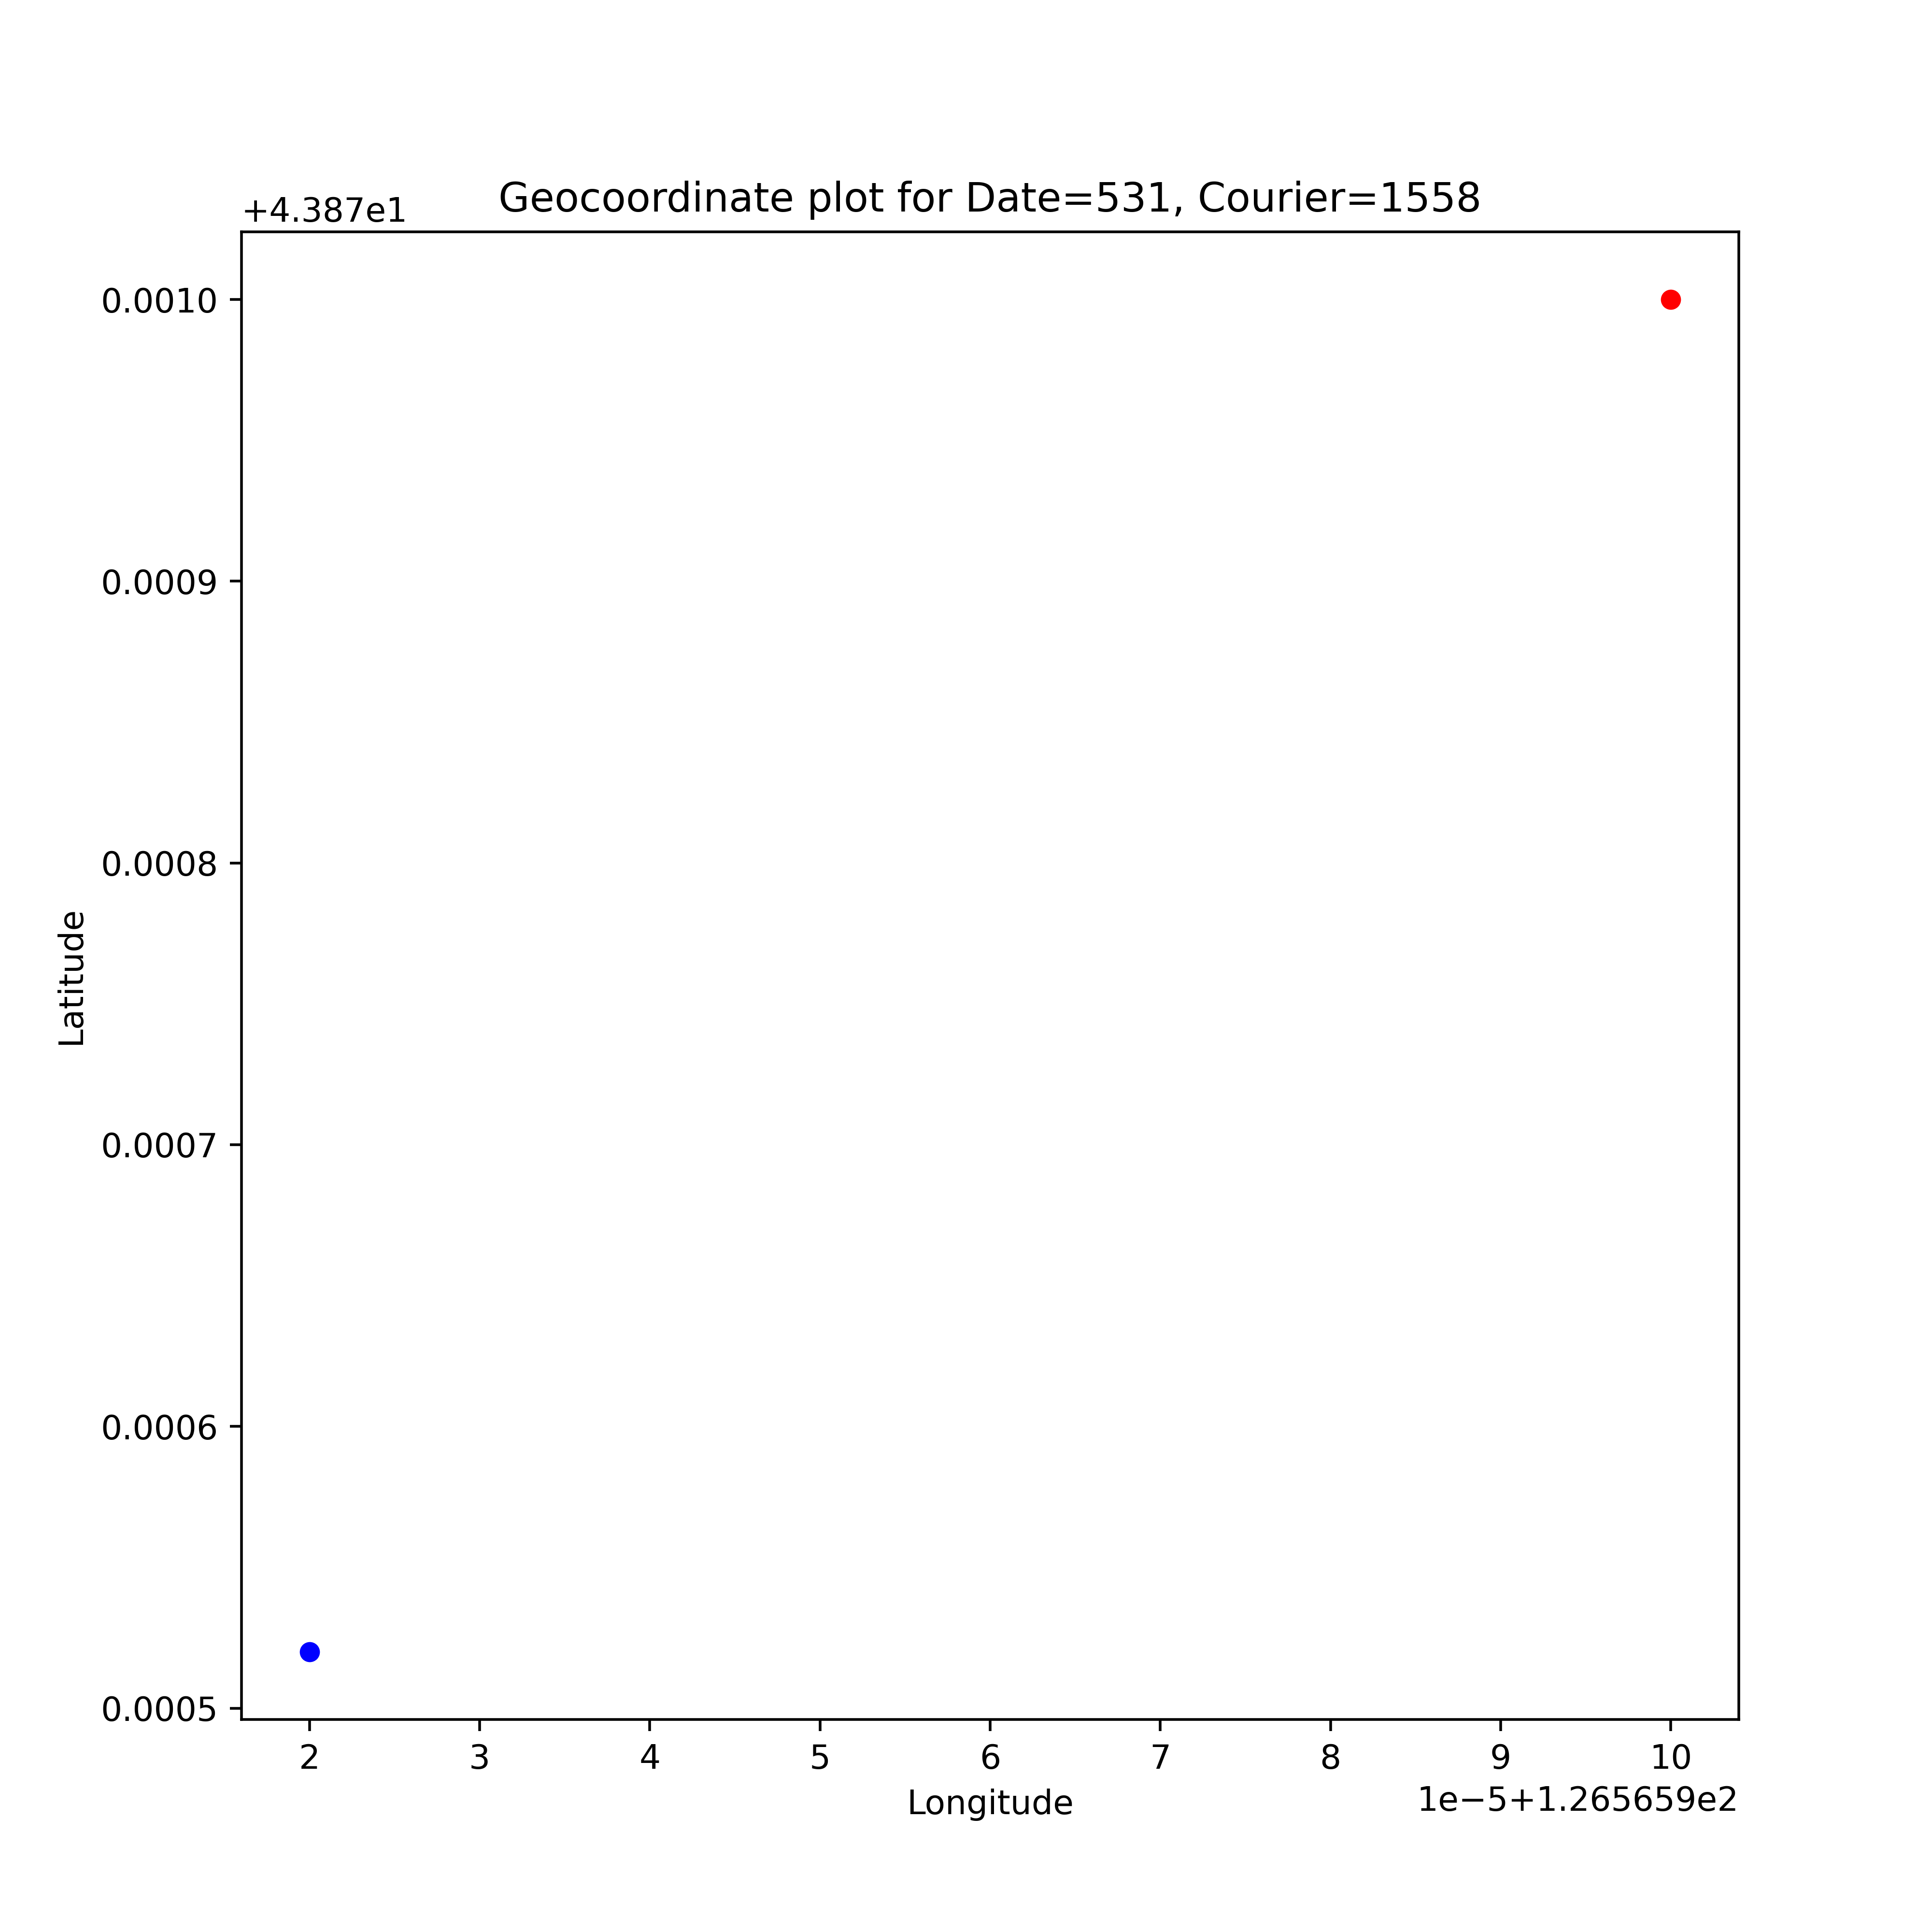 Geocoordinate plot for Date=531, Courier=1558
+4.387e1
0.0010
0.0009
0.0008
0.0007
0.0006
0.0005
Latitude
2 3 4 5 6 7 8 9 10
1e−5+1.265659e2
Longitude